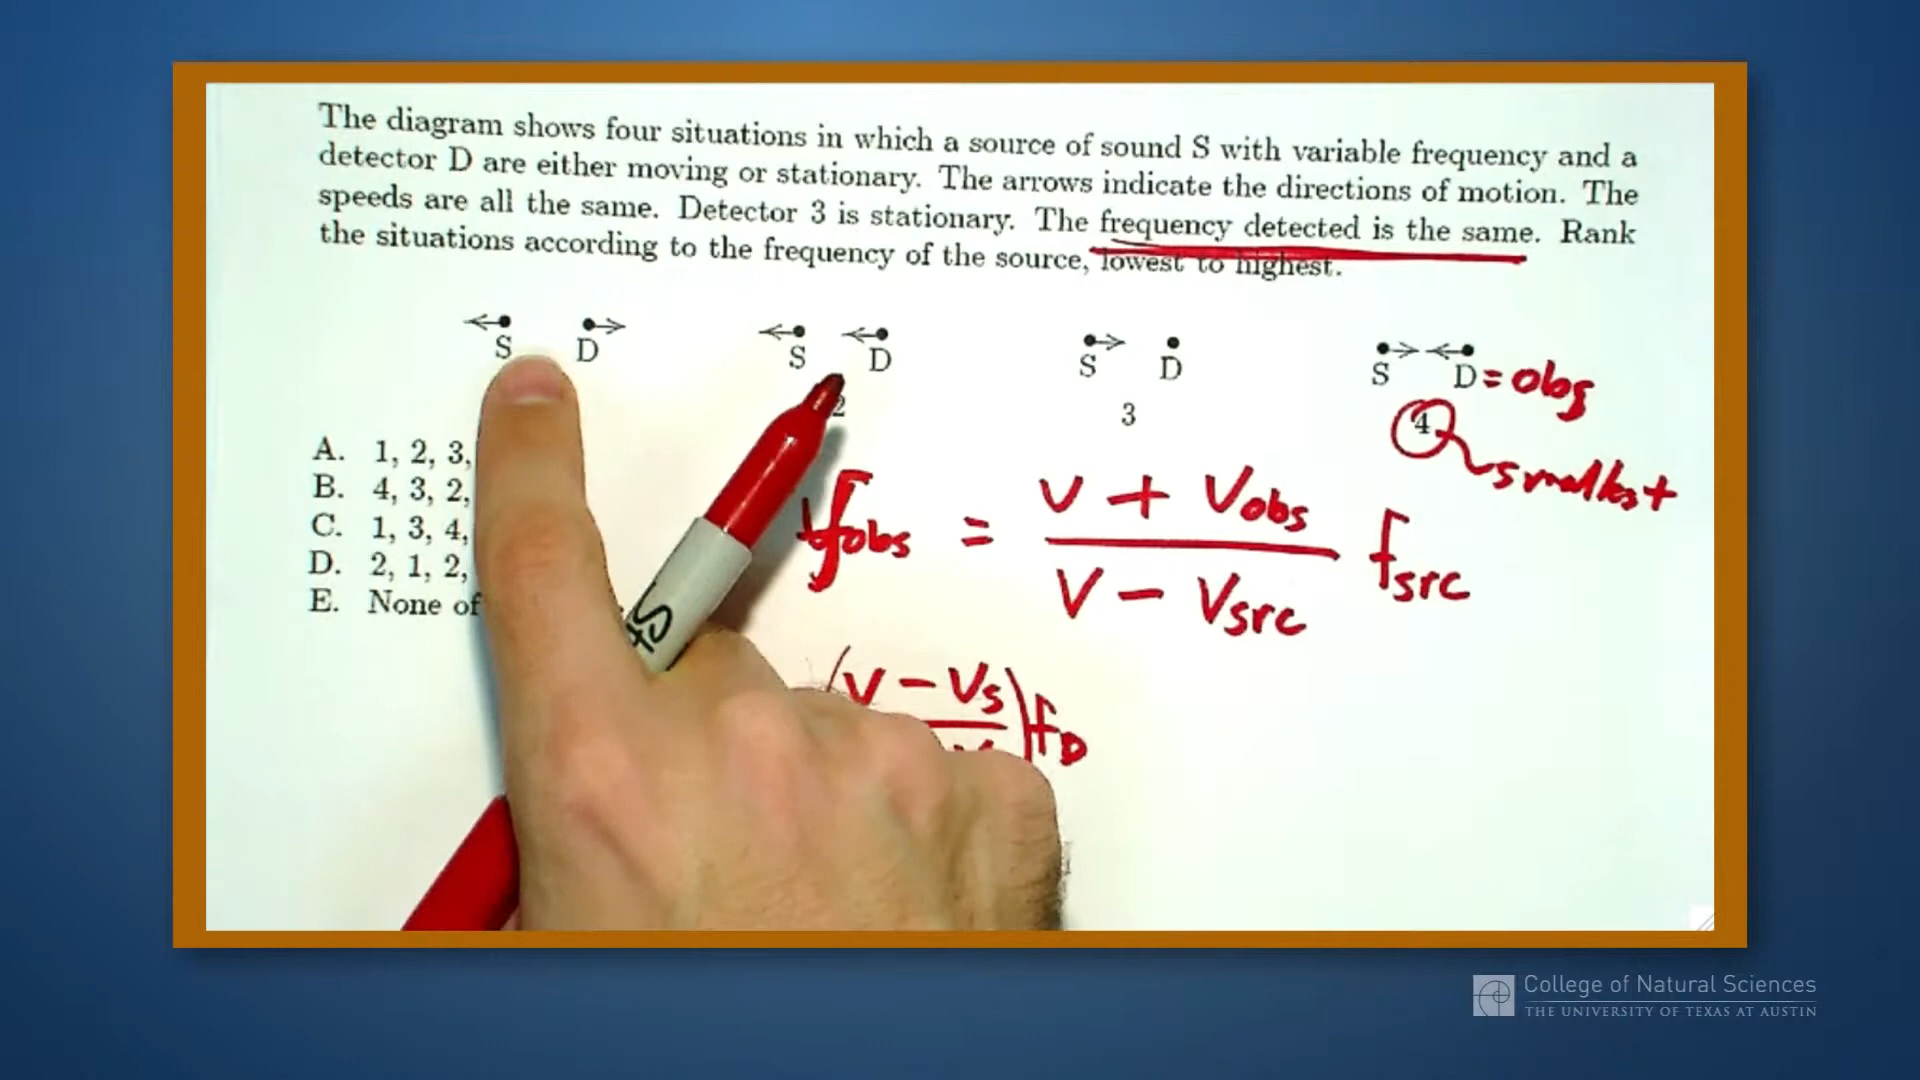 The diagram shows four situations in which a source of sound S with variable frequency and a
detector D are either moving or stationary. The arrows indicate the directions of motion. The
speeds are all the same. Detector 3 is stationary. The frequency detected is the same. Rank
the situations according to the frequency of the source, lowest to highest.
S D S D S D S D = obs
2 3 4
smallest
A. 1, 2, 3,
B. 4, 3, 2,
C. 1, 3, 4,
D. 2, 1, 2,
E. None of
fobs = v + vobs / v - vsrc fsrc
(v - vs) fD
College of Natural Sciences
THE UNIVERSITY OF TEXAS AT AUSTIN